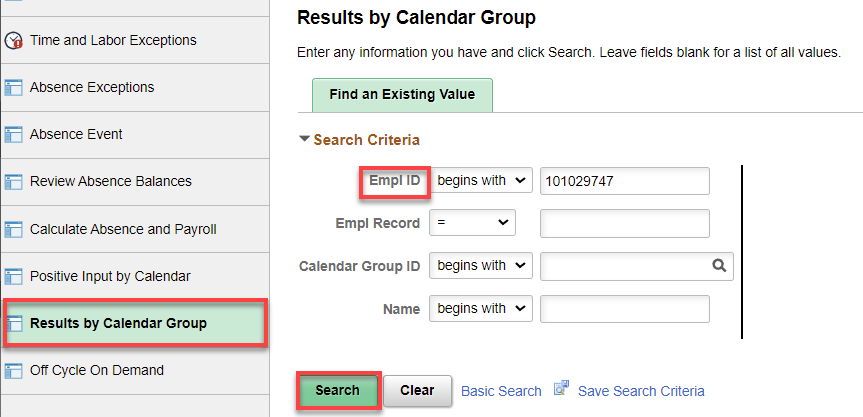 Time and Labor Exceptions
Absence Exceptions
Absence Event
Review Absence Balances
Calculate Absence and Payroll
Positive Input by Calendar
Results by Calendar Group
Off Cycle On Demand
Results by Calendar Group
Enter any information you have and click Search. Leave fields blank for a list of all values.
Find an Existing Value
Search Criteria
Empl ID begins with 101029747
Empl Record =
Calendar Group ID begins with
Name begins with
Search Clear Basic Search Save Search Criteria